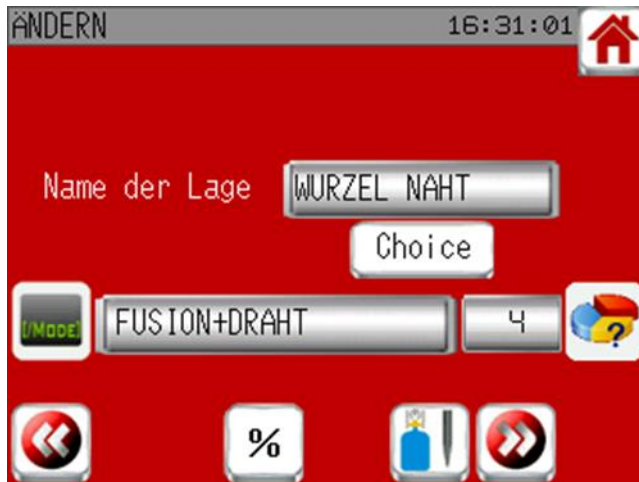 ÄNDERN 16:31:01
Name der Lage WURZEL NAHT
Choice
[/MODE] FUSION+DRAHT 4 ?
%